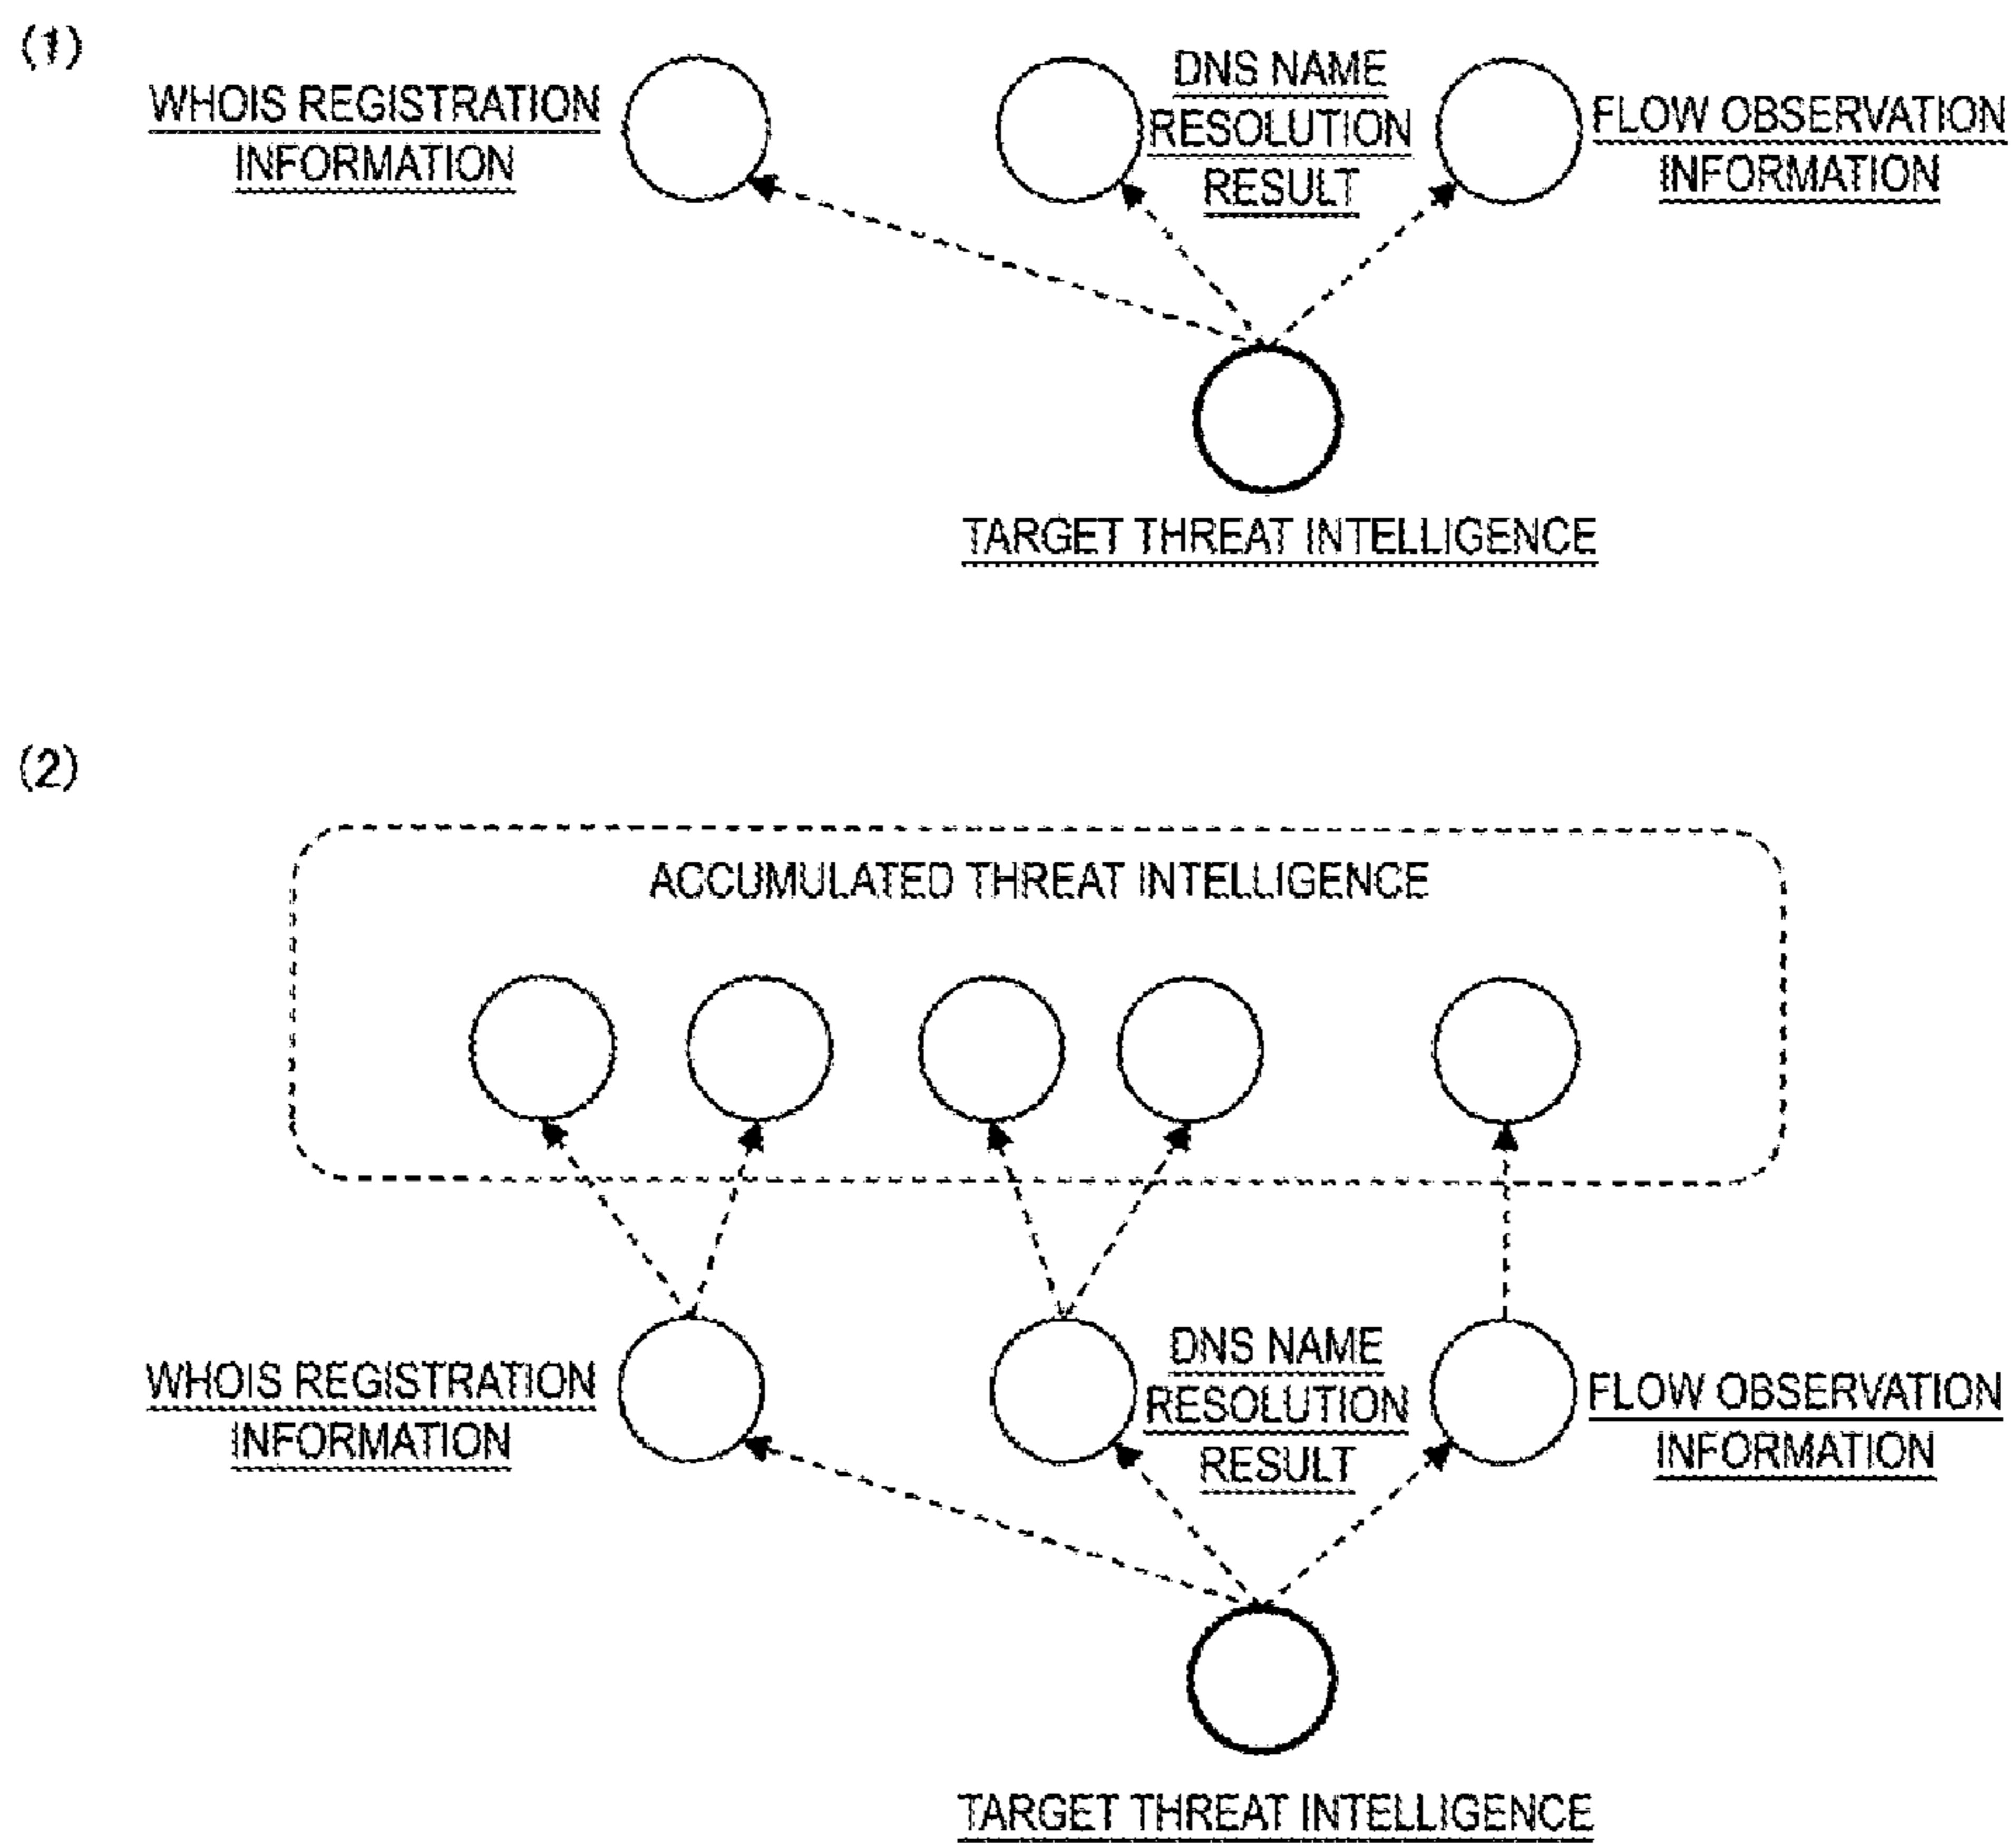 (1)
WHOIS REGISTRATION
INFORMATION
DNS NAME
RESOLUTION
RESULT
FLOW OBSERVATION
INFORMATION
TARGET THREAT INTELLIGENCE
(2)
ACCUMULATED THREAT INTELLIGENCE
WHOIS REGISTRATION
INFORMATION
DNS NAME
RESOLUTION
RESULT
FLOW OBSERVATION
INFORMATION
TARGET THREAT INTELLIGENCE